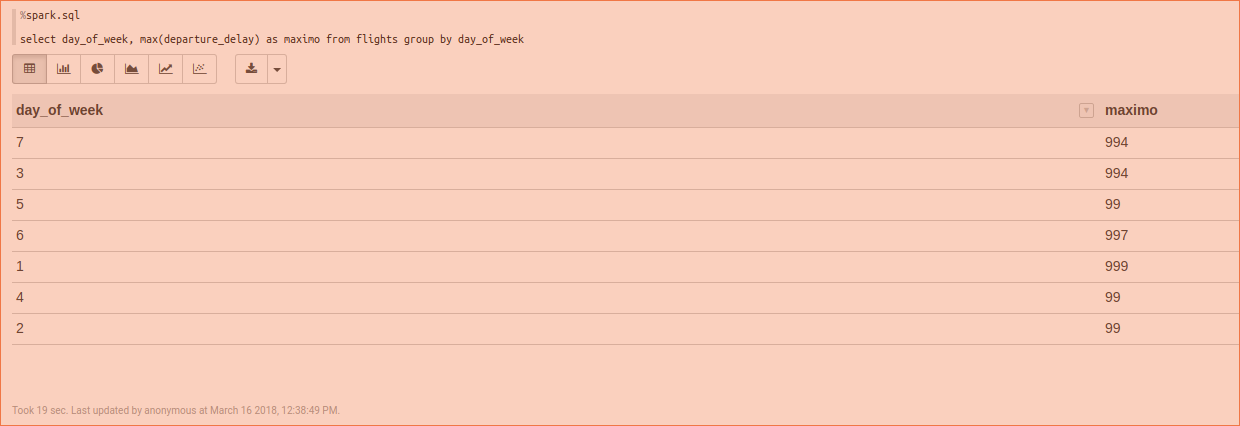 %spark.sql
select day_of_week, max(departure_delay) as maximo from flights group by day_of_week
day_of_week maximo
7 994
3 994
5 99
6 997
1 999
4 99
2 99
Took 19 sec. Last updated by anonymous at March 16 2018, 12:38:49 PM.